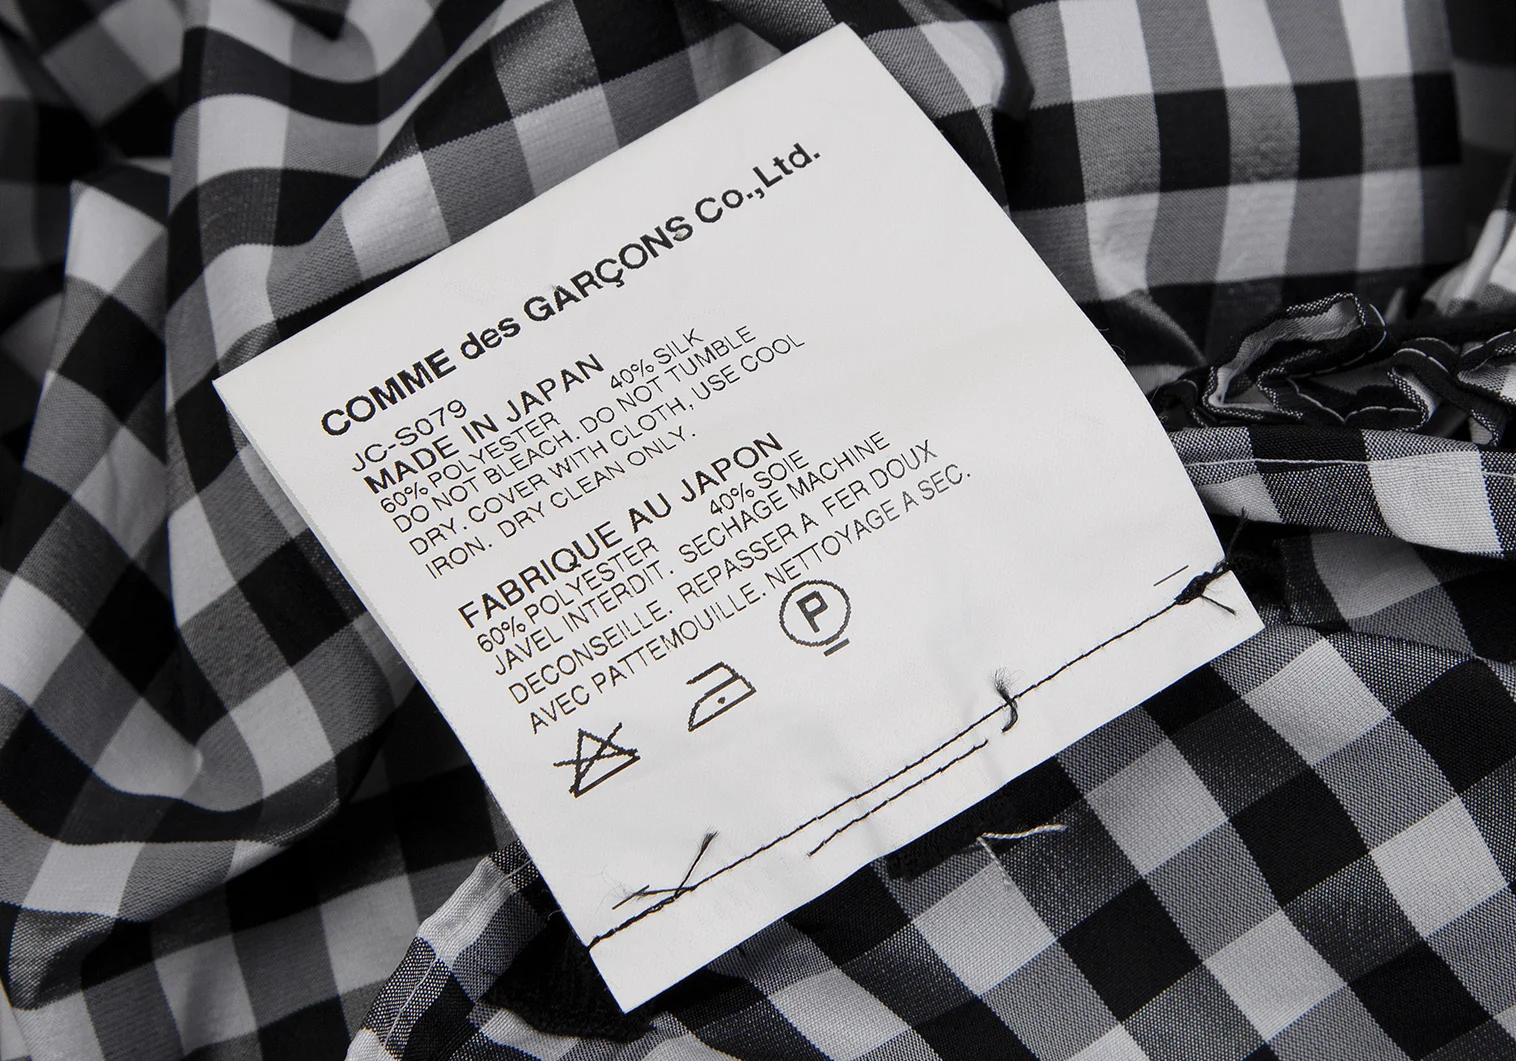 COMME des GARÇONS Co.,Ltd.
JC-S079
MADE IN JAPAN
60% POLYESTER 40% SILK
DO NOT BLEACH. DO NOT TUMBLE
DRY. COVER WITH CLOTH, USE COOL
IRON. DRY CLEAN ONLY.
FABRIQUE AU JAPON
60% POLYESTER 40% SOIE
JAVEL INTERDIT. SECHAGE MACHINE
DECONSEILLE. REPASSER A FER DOUX
AVEC PATTEMOUILLE. NETTOYAGE A SEC.
P